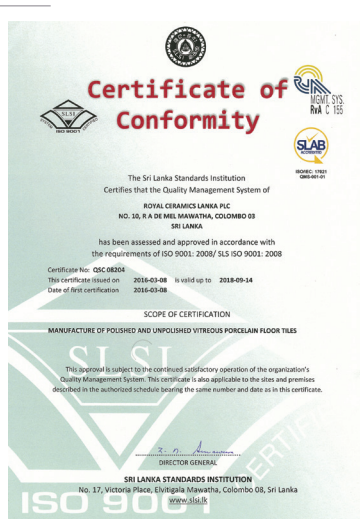 Certificate of
Conformity
SLSI
ISO 9001
MGMT. SYS.
RvA C 155
SLAB
ACCREDITED
ISO/IEC: 17021
QMS-001-01
The Sri Lanka Standards Institution
Certifies that the Quality Management System of
ROYAL CERAMICS LANKA PLC
NO. 10, R A DE MEL MAWATHA, COLOMBO 03
SRI LANKA
has been assessed and approved in accordance with
the requirements of ISO 9001: 2008/ SLS ISO 9001: 2008
Certificate No: QSC 08204
This certificate issued on 2016-03-08 is valid up to 2018-09-14
Date of first certification 2016-03-08
SCOPE OF CERTIFICATION
MANUFACTURE OF POLISHED AND UNPOLISHED VITREOUS PORCELAIN FLOOR TILES
SLSI
This approval is subject to the continued satisfactory operation of the organization's
Quality Management System. This certificate is also applicable to the sites and premises
described in the authorized schedule bearing the same number and date as in this certificate.
DIRECTOR GENERAL
SRI LANKA STANDARDS INSTITUTION
No. 17, Victoria Place, Elvitigala Mawatha, Colombo 08, Sri Lanka
www.slsi.lk
ISO 9001